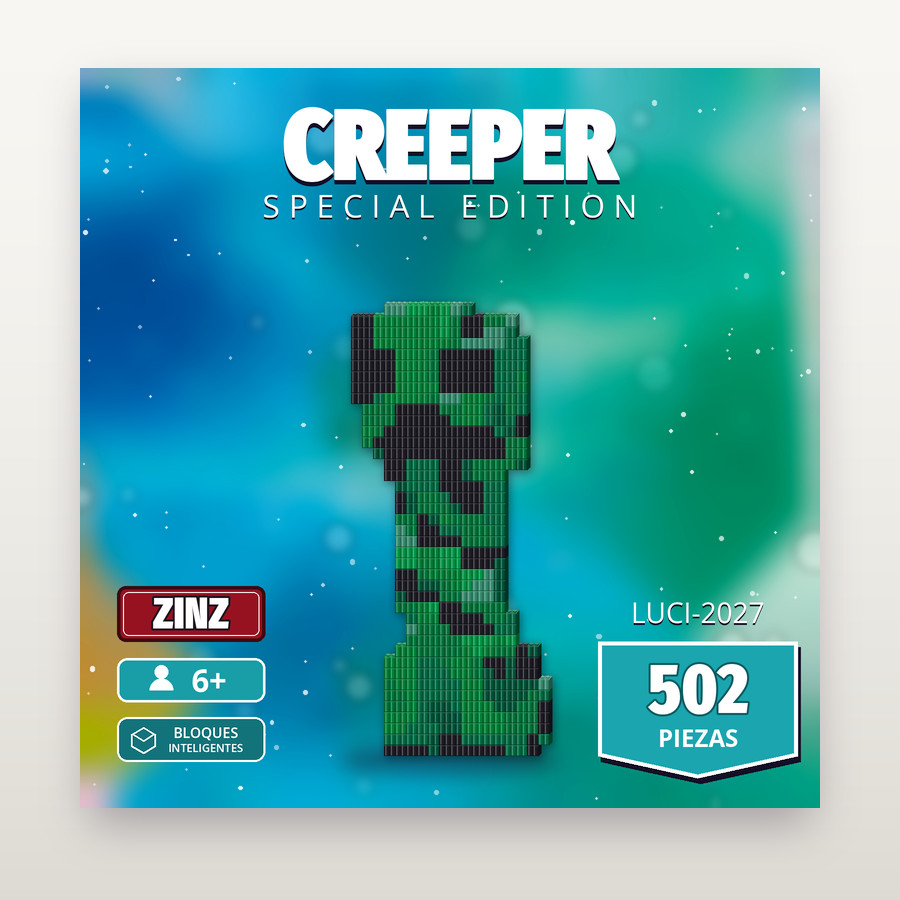 CREEPER
SPECIAL EDITION
ZINZ
6+
BLOQUES
INTELIGENTES
LUCI-2027
502
PIEZAS